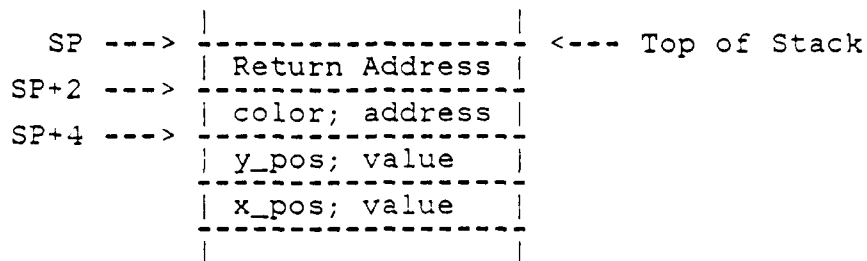 SP ---> <--- Top of Stack
Return Address
SP+2 --->
color; address
SP+4 --->
y_pos; value
x_pos; value